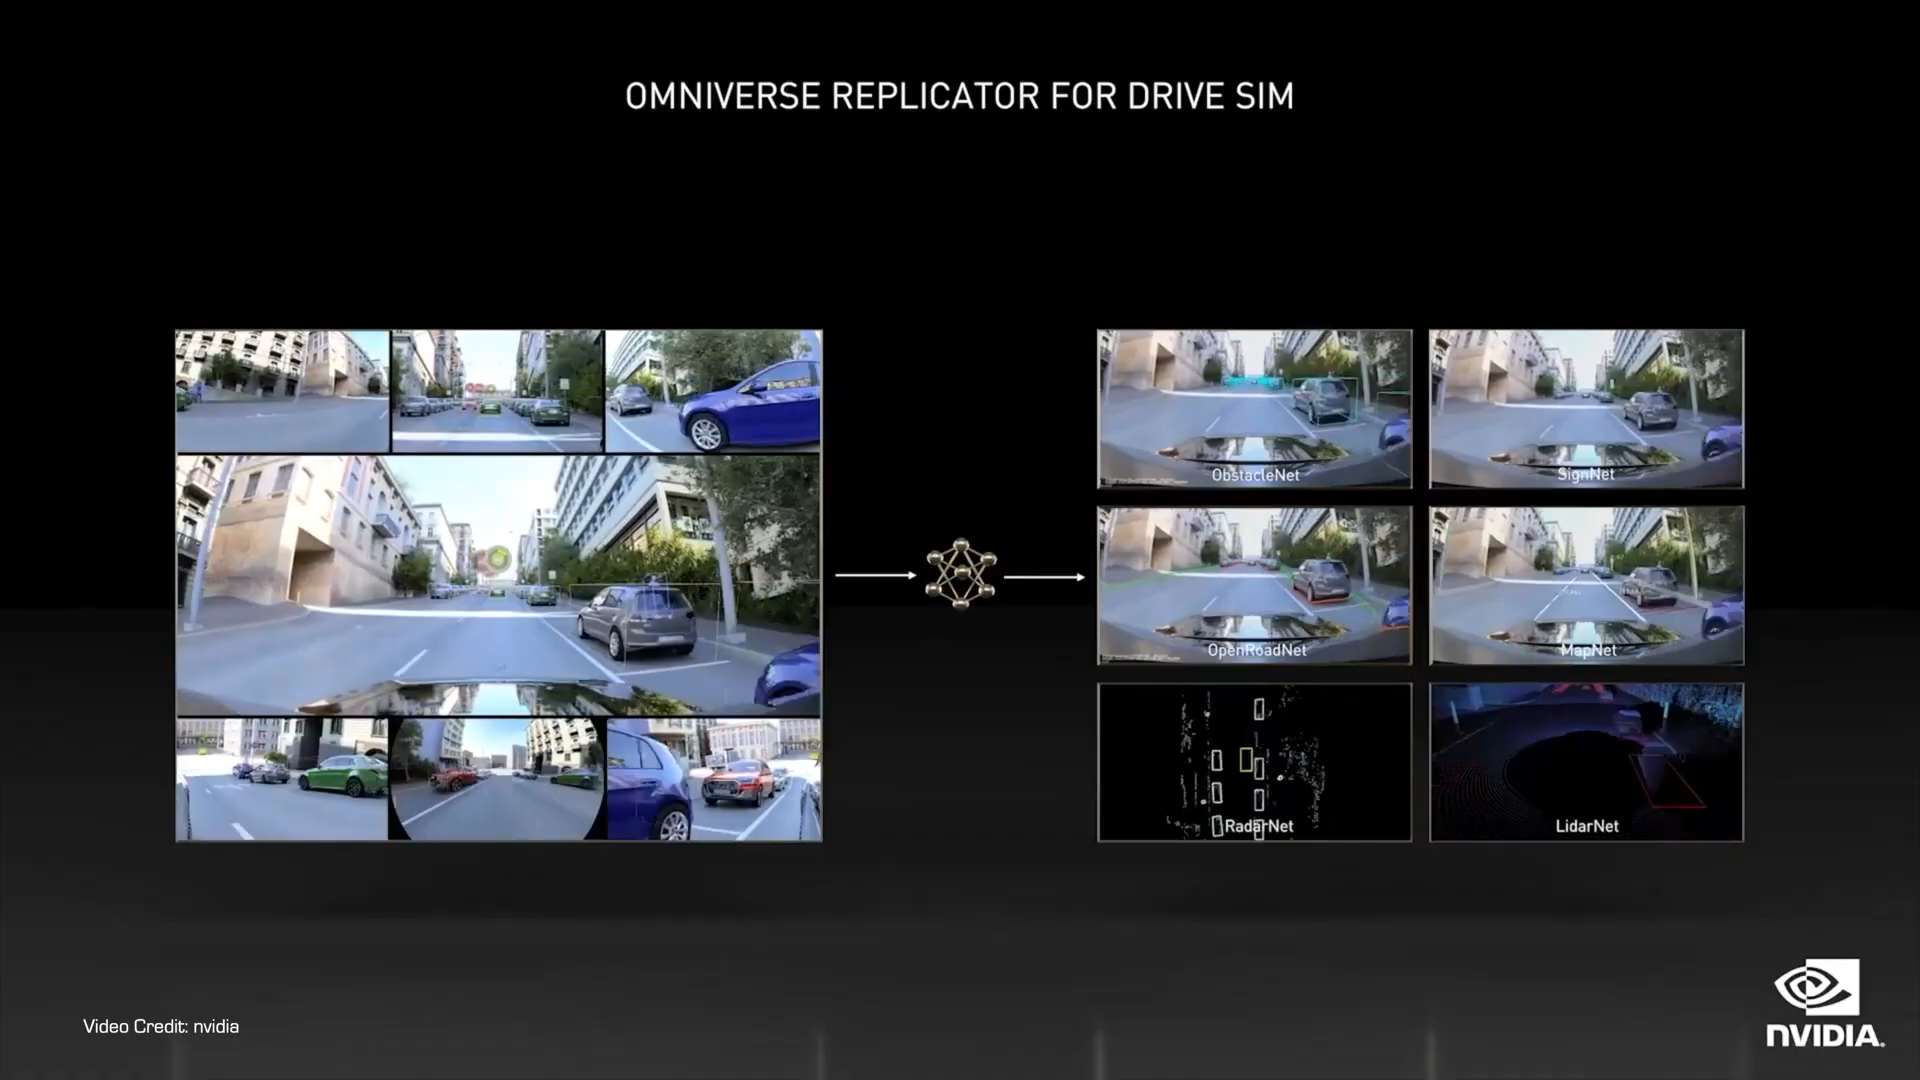 OMNIVERSE REPLICATOR FOR DRIVE SIM
ObstacleNet
SignNet
OpenRoadNet
MapNet
RadarNet
LidarNet
Video Credit: nvidia
NVIDIA.